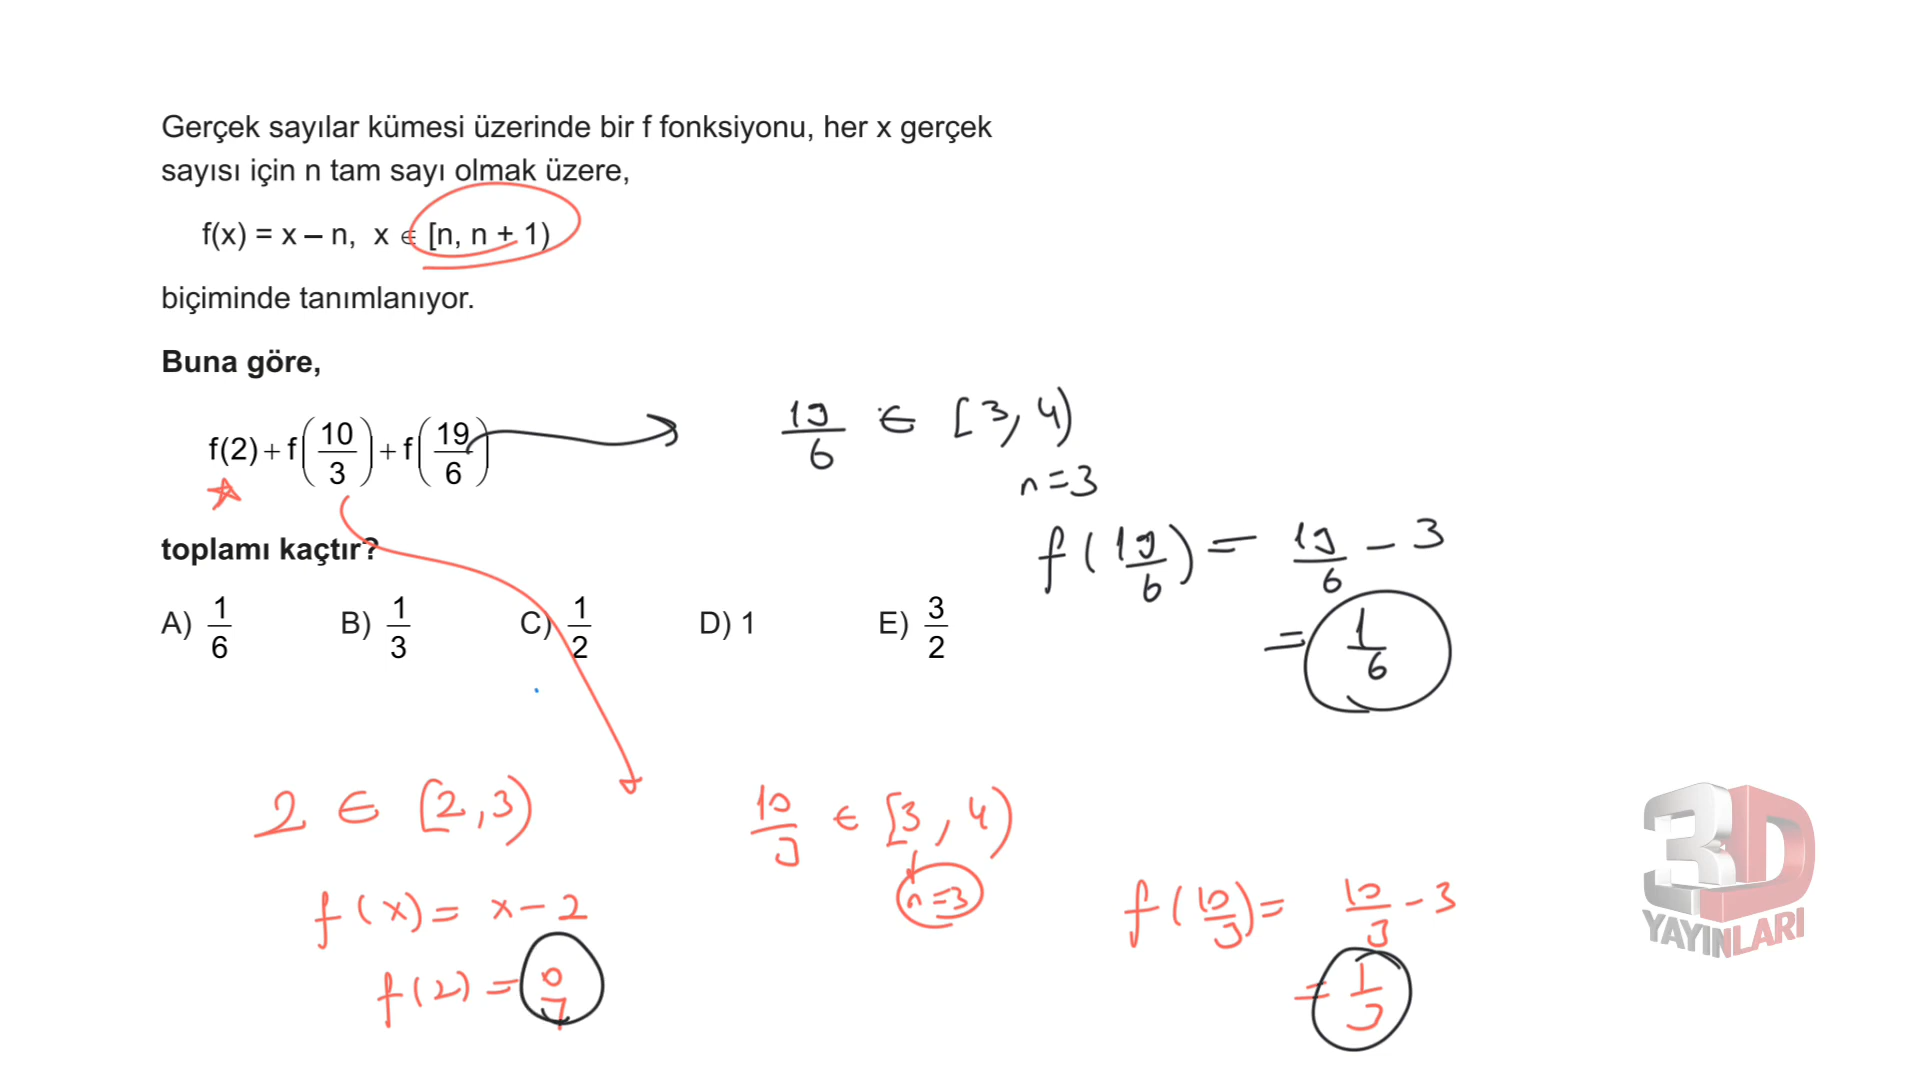 Gerçek sayılar kümesi üzerinde bir f fonksiyonu, her x gerçek
sayısı için n tam sayı olmak üzere,
f(x) = x – n, x ∈ [n, n + 1)
biçiminde tanımlanıyor.
Buna göre,
f(2) + f(10/3) + f(19/6)
toplamı kaçtır?
A) 1/6 B) 1/3 C) 1/2 D) 1 E) 3/2
19/6 ∈ [3, 4)
n = 3
f(19/6) = 19/6 – 3
= 1/6
2 ∈ [2,3)
f(x) = x – 2
f(2) = 0
10/3 ∈ [3, 4)
n = 3
f(10/3) = 10/3 – 3
= 1/3
3D
YAYINLARI